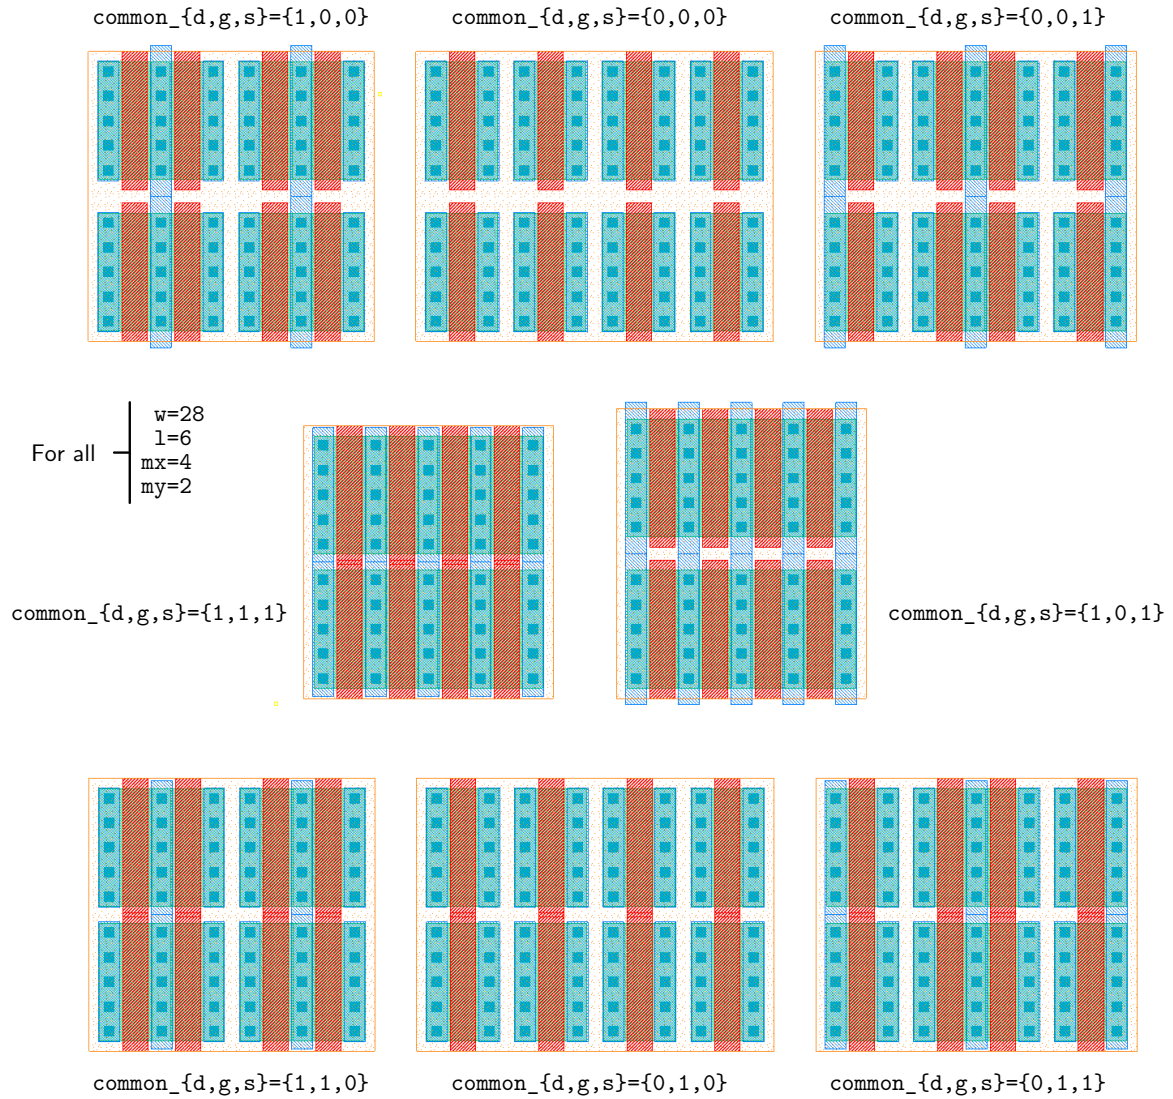 common_{d,g,s}={1,0,0}
common_{d,g,s}={0,0,0}
common_{d,g,s}={0,0,1}
For all
w=28
l=6
mx=4
my=2
common_{d,g,s}={1,1,1}
common_{d,g,s}={1,0,1}
common_{d,g,s}={1,1,0}
common_{d,g,s}={0,1,0}
common_{d,g,s}={0,1,1}